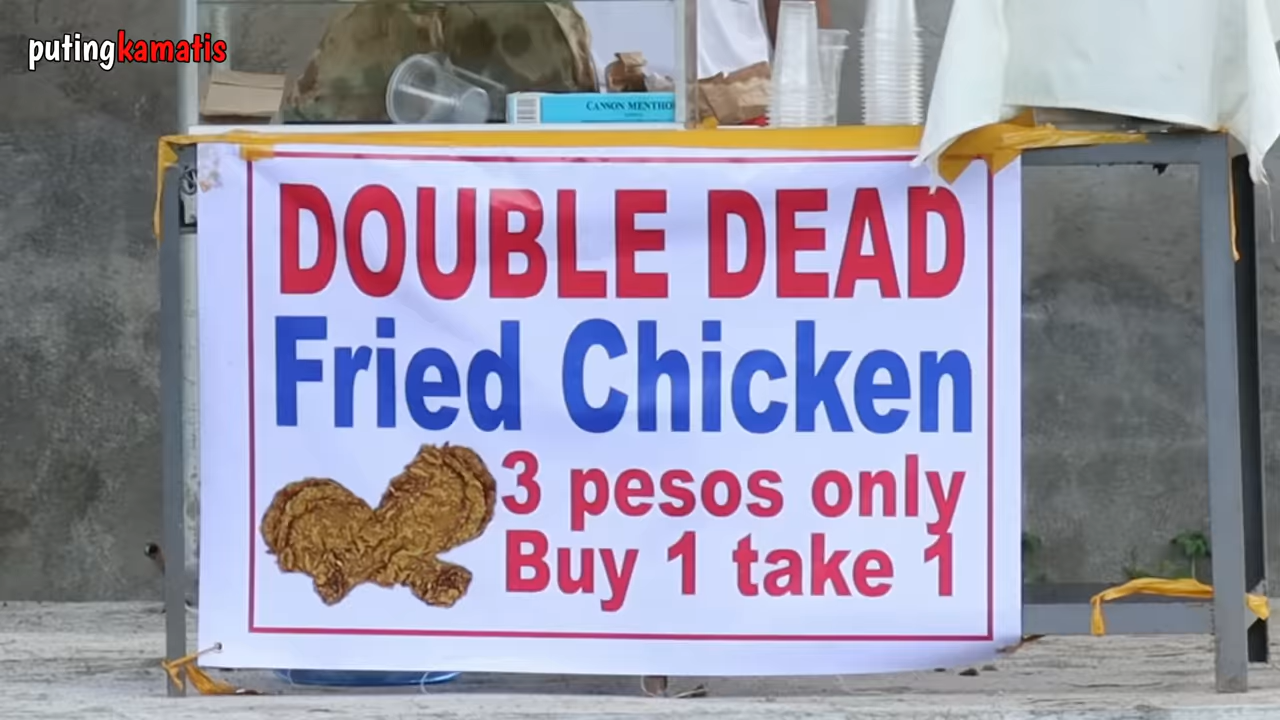 putingkamatis
CANNON MENTHO
DOUBLE DEAD
Fried Chicken
3 pesos only
Buy 1 take 1